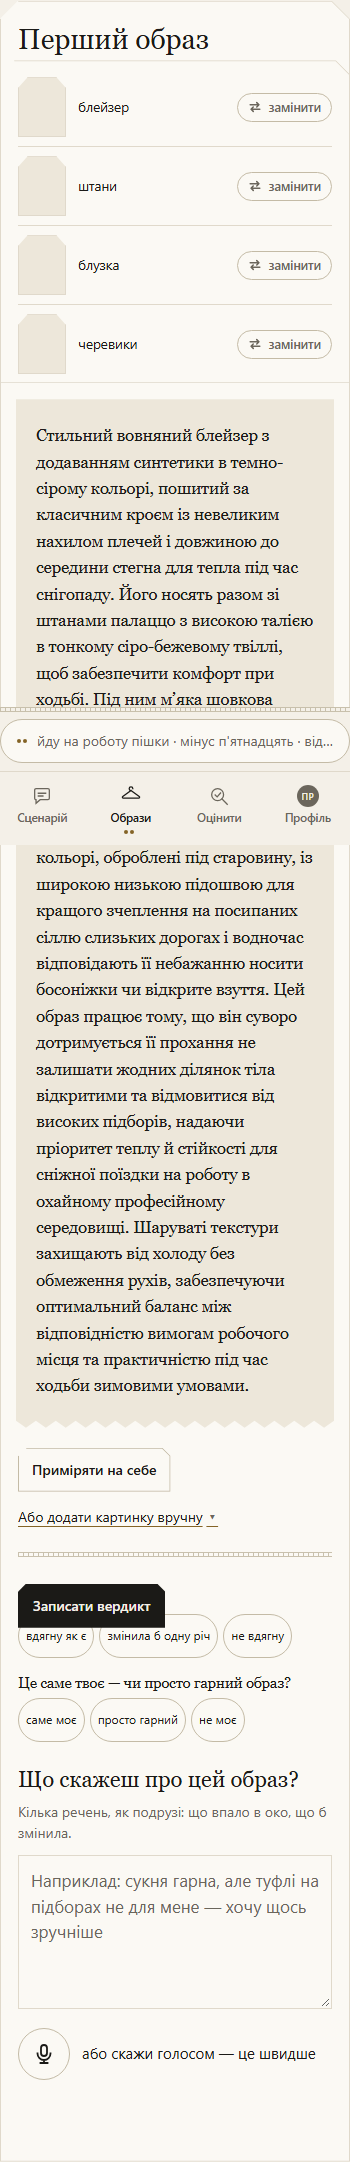 Перший образ
блейзер
замінити
штани
замінити
блузка
замінити
черевики
замінити
Стильний вовняний блейзер з
додаванням синтетики в темно-
сірому кольорі, пошитий за
класичним кроєм із невеликим
нахилом плечей і довжиною до
середини стегна для тепла під час
снігопаду. Його носять разом зі
штанами палаццо з високою талією
в тонкому сіро-бежевому твіллі,
щоб забезпечити комфорт при
ходьбі. Під ним м’яка шовкова
йду на роботу пішки · мінус п'ятнадцять · від...
Сценарій
Образи
Оцінити
ПР
Профіль
кольорі, оброблені під старовину, із
широкою низькою підошвою для
кращого зчеплення на посипаних
сіллю слизьких дорогах і водночас
відповідають її небажанню носити
босоніжки чи відкрите взуття. Цей
образ працює тому, що він суворо
дотримується її прохання не
залишати жодних ділянок тіла
відкритими та відмовитися від
високих підборів, надаючи
пріоритет теплу й стійкості для
сніжної поїздки на роботу в
охайному професійному
середовищі. Шаруваті текстури
захищають від холоду без
обмеження рухів, забезпечуючи
оптимальний баланс між
відповідністю вимогам робочого
місця та практичністю під час
ходьби зимовими умовами.
Приміряти на себе
Або додати картинку вручну
Записати вердикт
вдягну як є
змінила б одну річ
не вдягну
Це саме твоє — чи просто гарний образ?
саме моє
просто гарний
не моє
Що скажеш про цей образ?
Кілька речень, як подрузі: що впало в око, що б
змінила.
Наприклад: сукня гарна, але туфлі на
підборах не для мене — хочу щось
зручніше
або скажи голосом — це швидше